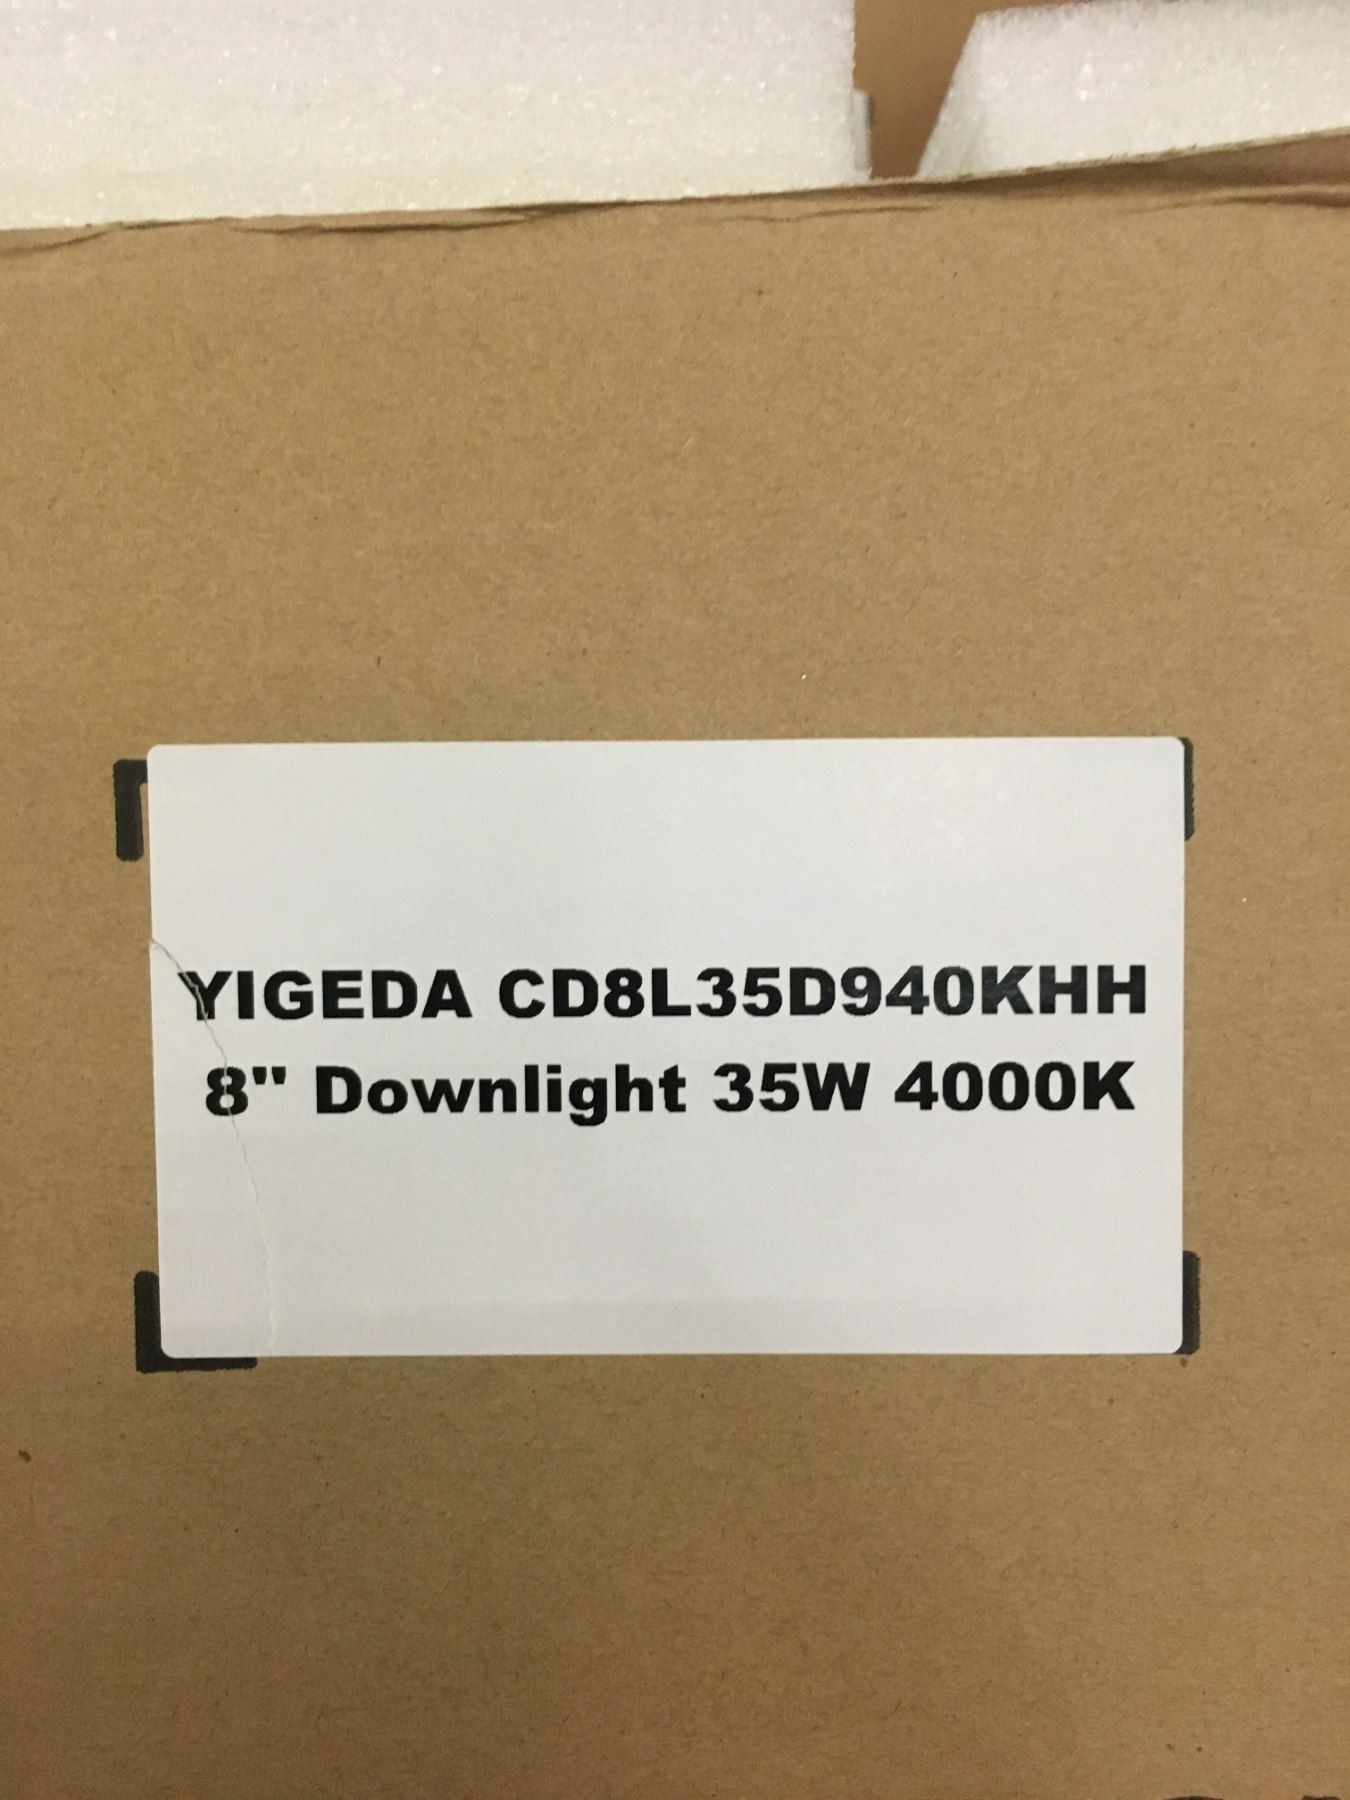 YIGEDA CD8L35D940KHH
8" Downlight 35W 4000K